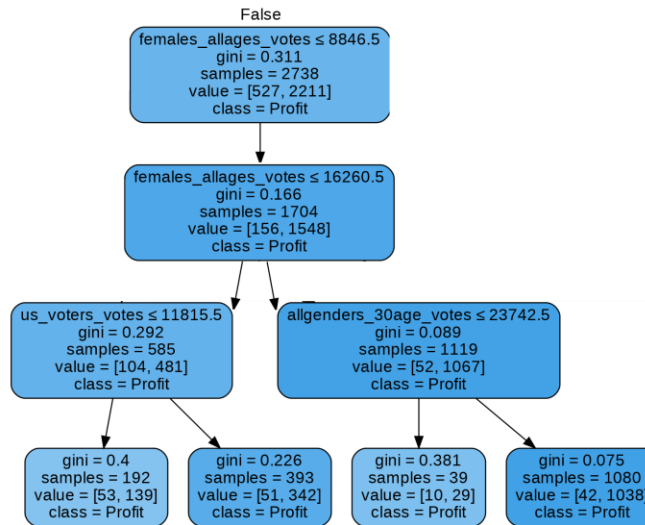 False
females_allages_votes ≤ 8846.5
gini = 0.311
samples = 2738
value = [527, 2211]
class = Profit
females_allages_votes ≤ 16260.5
gini = 0.166
samples = 1704
value = [156, 1548]
class = Profit
us_voters_votes ≤ 11815.5
gini = 0.292
samples = 585
value = [104, 481]
class = Profit
allgenders_30age_votes ≤ 23742.5
gini = 0.089
samples = 1119
value = [52, 1067]
class = Profit
gini = 0.4
samples = 192
value = [53, 139]
class = Profit
gini = 0.226
samples = 393
value = [51, 342]
class = Profit
gini = 0.381
samples = 39
value = [10, 29]
class = Profit
gini = 0.075
samples = 1080
value = [42, 1038]
class = Profit